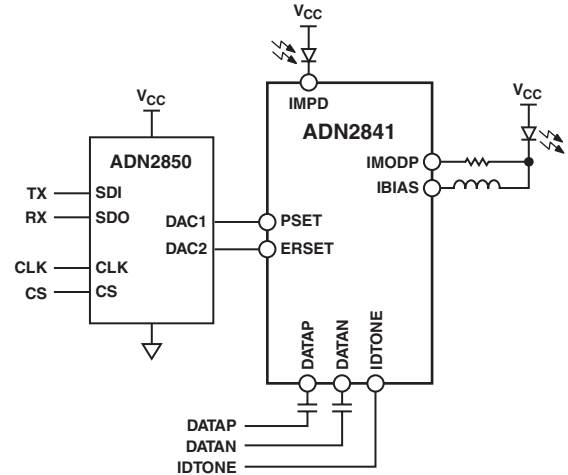 VCC
IMPD
ADN2841
VCC
IMODP
IBIAS
VCC
ADN2850
TX
SDI
RX
SDO
CLK
CLK
CS
CS
DAC1
DAC2
PSET
ERSET
DATAP
DATAN
IDTONE
DATAP
DATAN
IDTONE